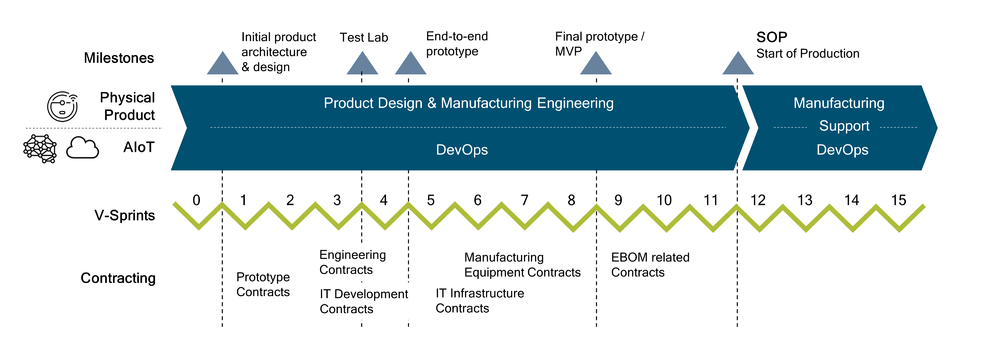 Milestones
Initial product
architecture
& design
Test Lab
End-to-end
prototype
Final prototype /
MVP
SOP
Start of Production
Physical
Product
AIoT
Product Design & Manufacturing Engineering
DevOps
Manufacturing
Support
DevOps
V-Sprints
0 1 2 3 4 5 6 7 8 9 10 11 12 13 14 15
Contracting
Prototype
Contracts
Engineering
Contracts
IT Development
Contracts
Manufacturing
Equipment Contracts
IT Infrastructure
Contracts
EBOM related
Contracts